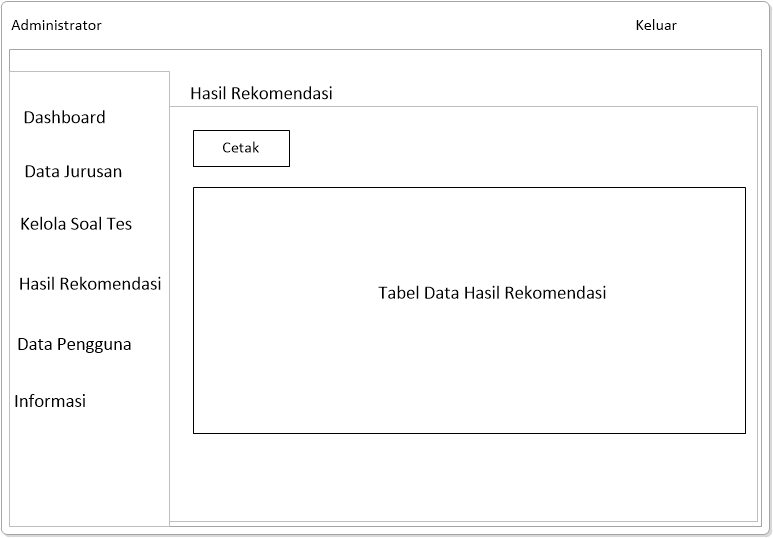 Administrator
Keluar
Dashboard
Data Jurusan
Kelola Soal Tes
Hasil Rekomendasi
Data Pengguna
Informasi
Hasil Rekomendasi
Cetak
Tabel Data Hasil Rekomendasi